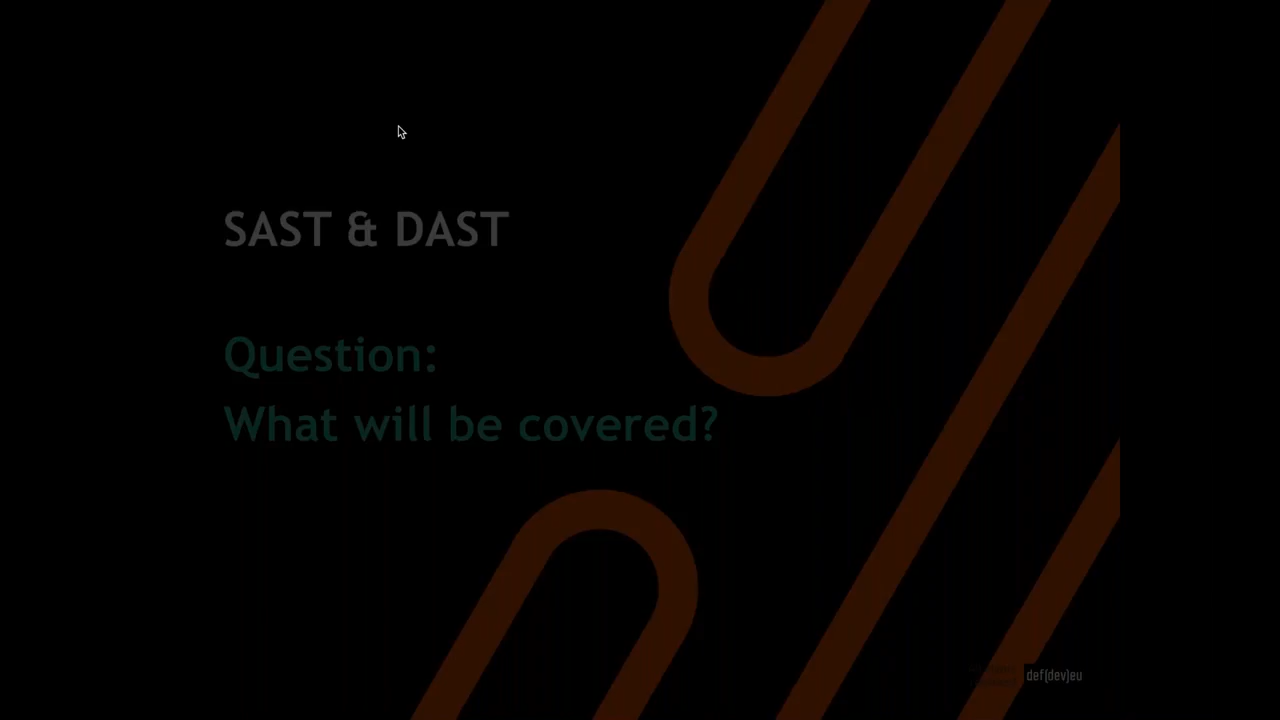 SAST & DAST
Question:
What will be covered?
def(dev)eu